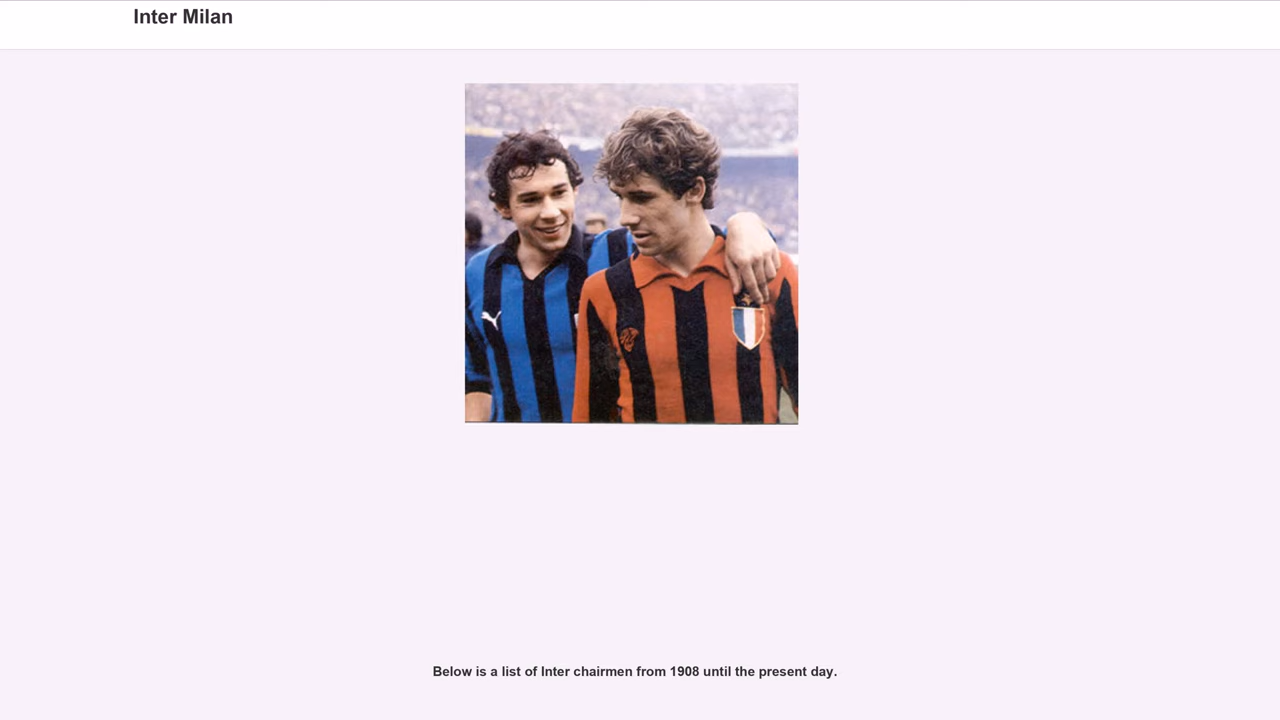 Inter Milan
Below is a list of Inter chairmen from 1908 until the present day.